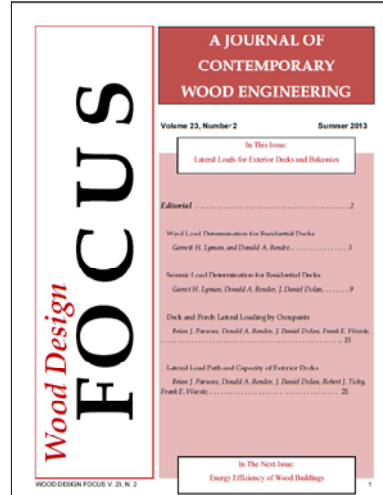 A JOURNAL OF
CONTEMPORARY
WOOD ENGINEERING
Wood Design
FOCUS
Volume 23, Number 2 Summer 2013
In This Issue:
Lateral Loads for Exterior Decks and Balconies
Editorial . . . . . . . . . . . . . . . . . . . . . . . . . . . . . . . . . . 2
Wind Load Determination for Residential Decks
Garrett H. Lyman, and Donald A. Bender. . . . . . . . . . . . . . . . 3
Seismic Load Determination for Residential Decks
Garret H. Lyman, Donald A. Bender, J. Daniel Dolan. . . . . . . . 9
Deck and Porch Lateral Loading by Occupants
Brian J. Parsons, Donald A. Bender, J. Daniel Dolan, Frank E. Woeste,
. . . . . . . . . . . . . . . . . . . . . . . . . . . . . . . . . . . . . . . 15
Lateral Load Path and Capacity of Exterior Decks
Brian J. Parsons, Donald A. Bender, J. Daniel Dolan, Robert J. Tichy,
Frank E. Woeste, . . . . . . . . . . . . . . . . . . . . . . . . . . . . 21
In The Next Issue:
Energy Efficiency of Wood Buildings
WOOD DESIGN FOCUS V. 23, N. 2 1